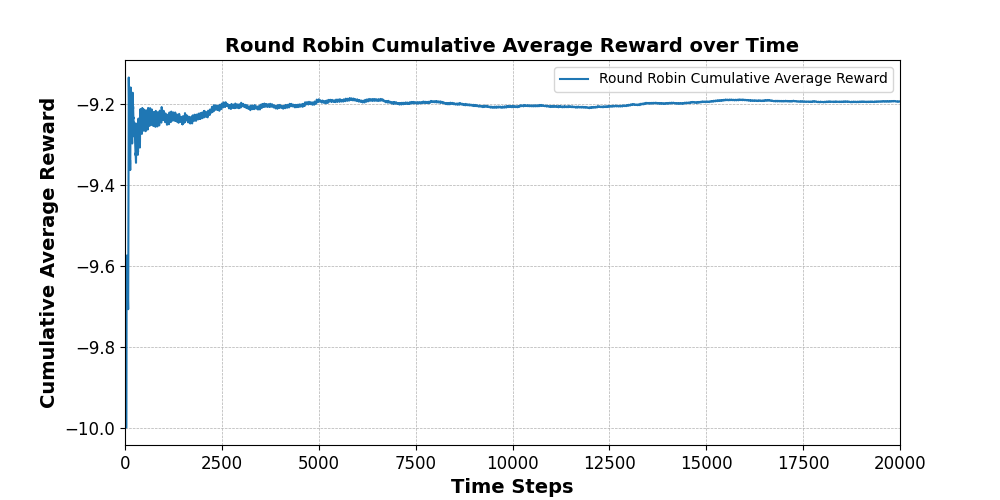 Round Robin Cumulative Average Reward over Time
Round Robin Cumulative Average Reward
Cumulative Average Reward
−9.2
−9.4
−9.6
−9.8
−10.0
0 2500 5000 7500 10000 12500 15000 17500 20000
Time Steps